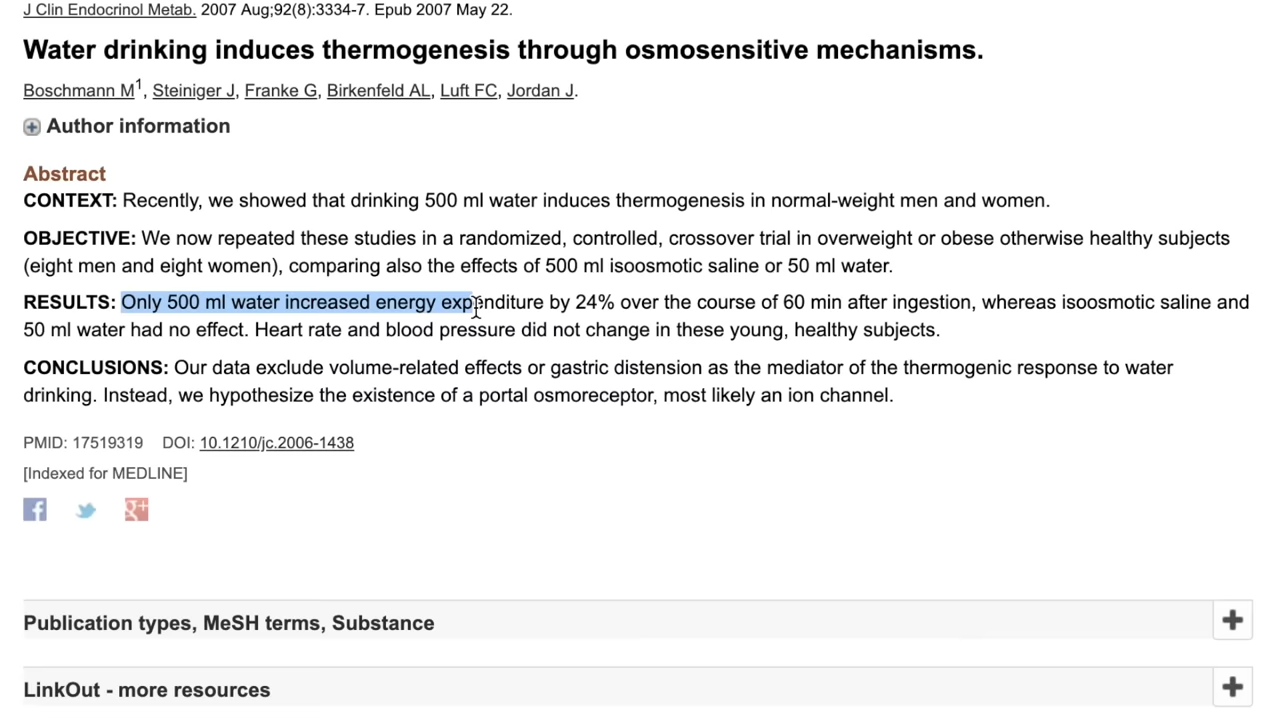 J Clin Endocrinol Metab. 2007 Aug;92(8):3334-7. Epub 2007 May 22.
Water drinking induces thermogenesis through osmosensitive mechanisms.
Boschmann M1, Steiniger J, Franke G, Birkenfeld AL, Luft FC, Jordan J.
Author information
Abstract
CONTEXT: Recently, we showed that drinking 500 ml water induces thermogenesis in normal-weight men and women.
OBJECTIVE: We now repeated these studies in a randomized, controlled, crossover trial in overweight or obese otherwise healthy subjects
(eight men and eight women), comparing also the effects of 500 ml isoosmotic saline or 50 ml water.
RESULTS: Only 500 ml water increased energy expenditure by 24% over the course of 60 min after ingestion, whereas isoosmotic saline and
50 ml water had no effect. Heart rate and blood pressure did not change in these young, healthy subjects.
CONCLUSIONS: Our data exclude volume-related effects or gastric distension as the mediator of the thermogenic response to water
drinking. Instead, we hypothesize the existence of a portal osmoreceptor, most likely an ion channel.
PMID: 17519319 DOI: 10.1210/jc.2006-1438
[Indexed for MEDLINE]
f g+
Publication types, MeSH terms, Substance
LinkOut - more resources